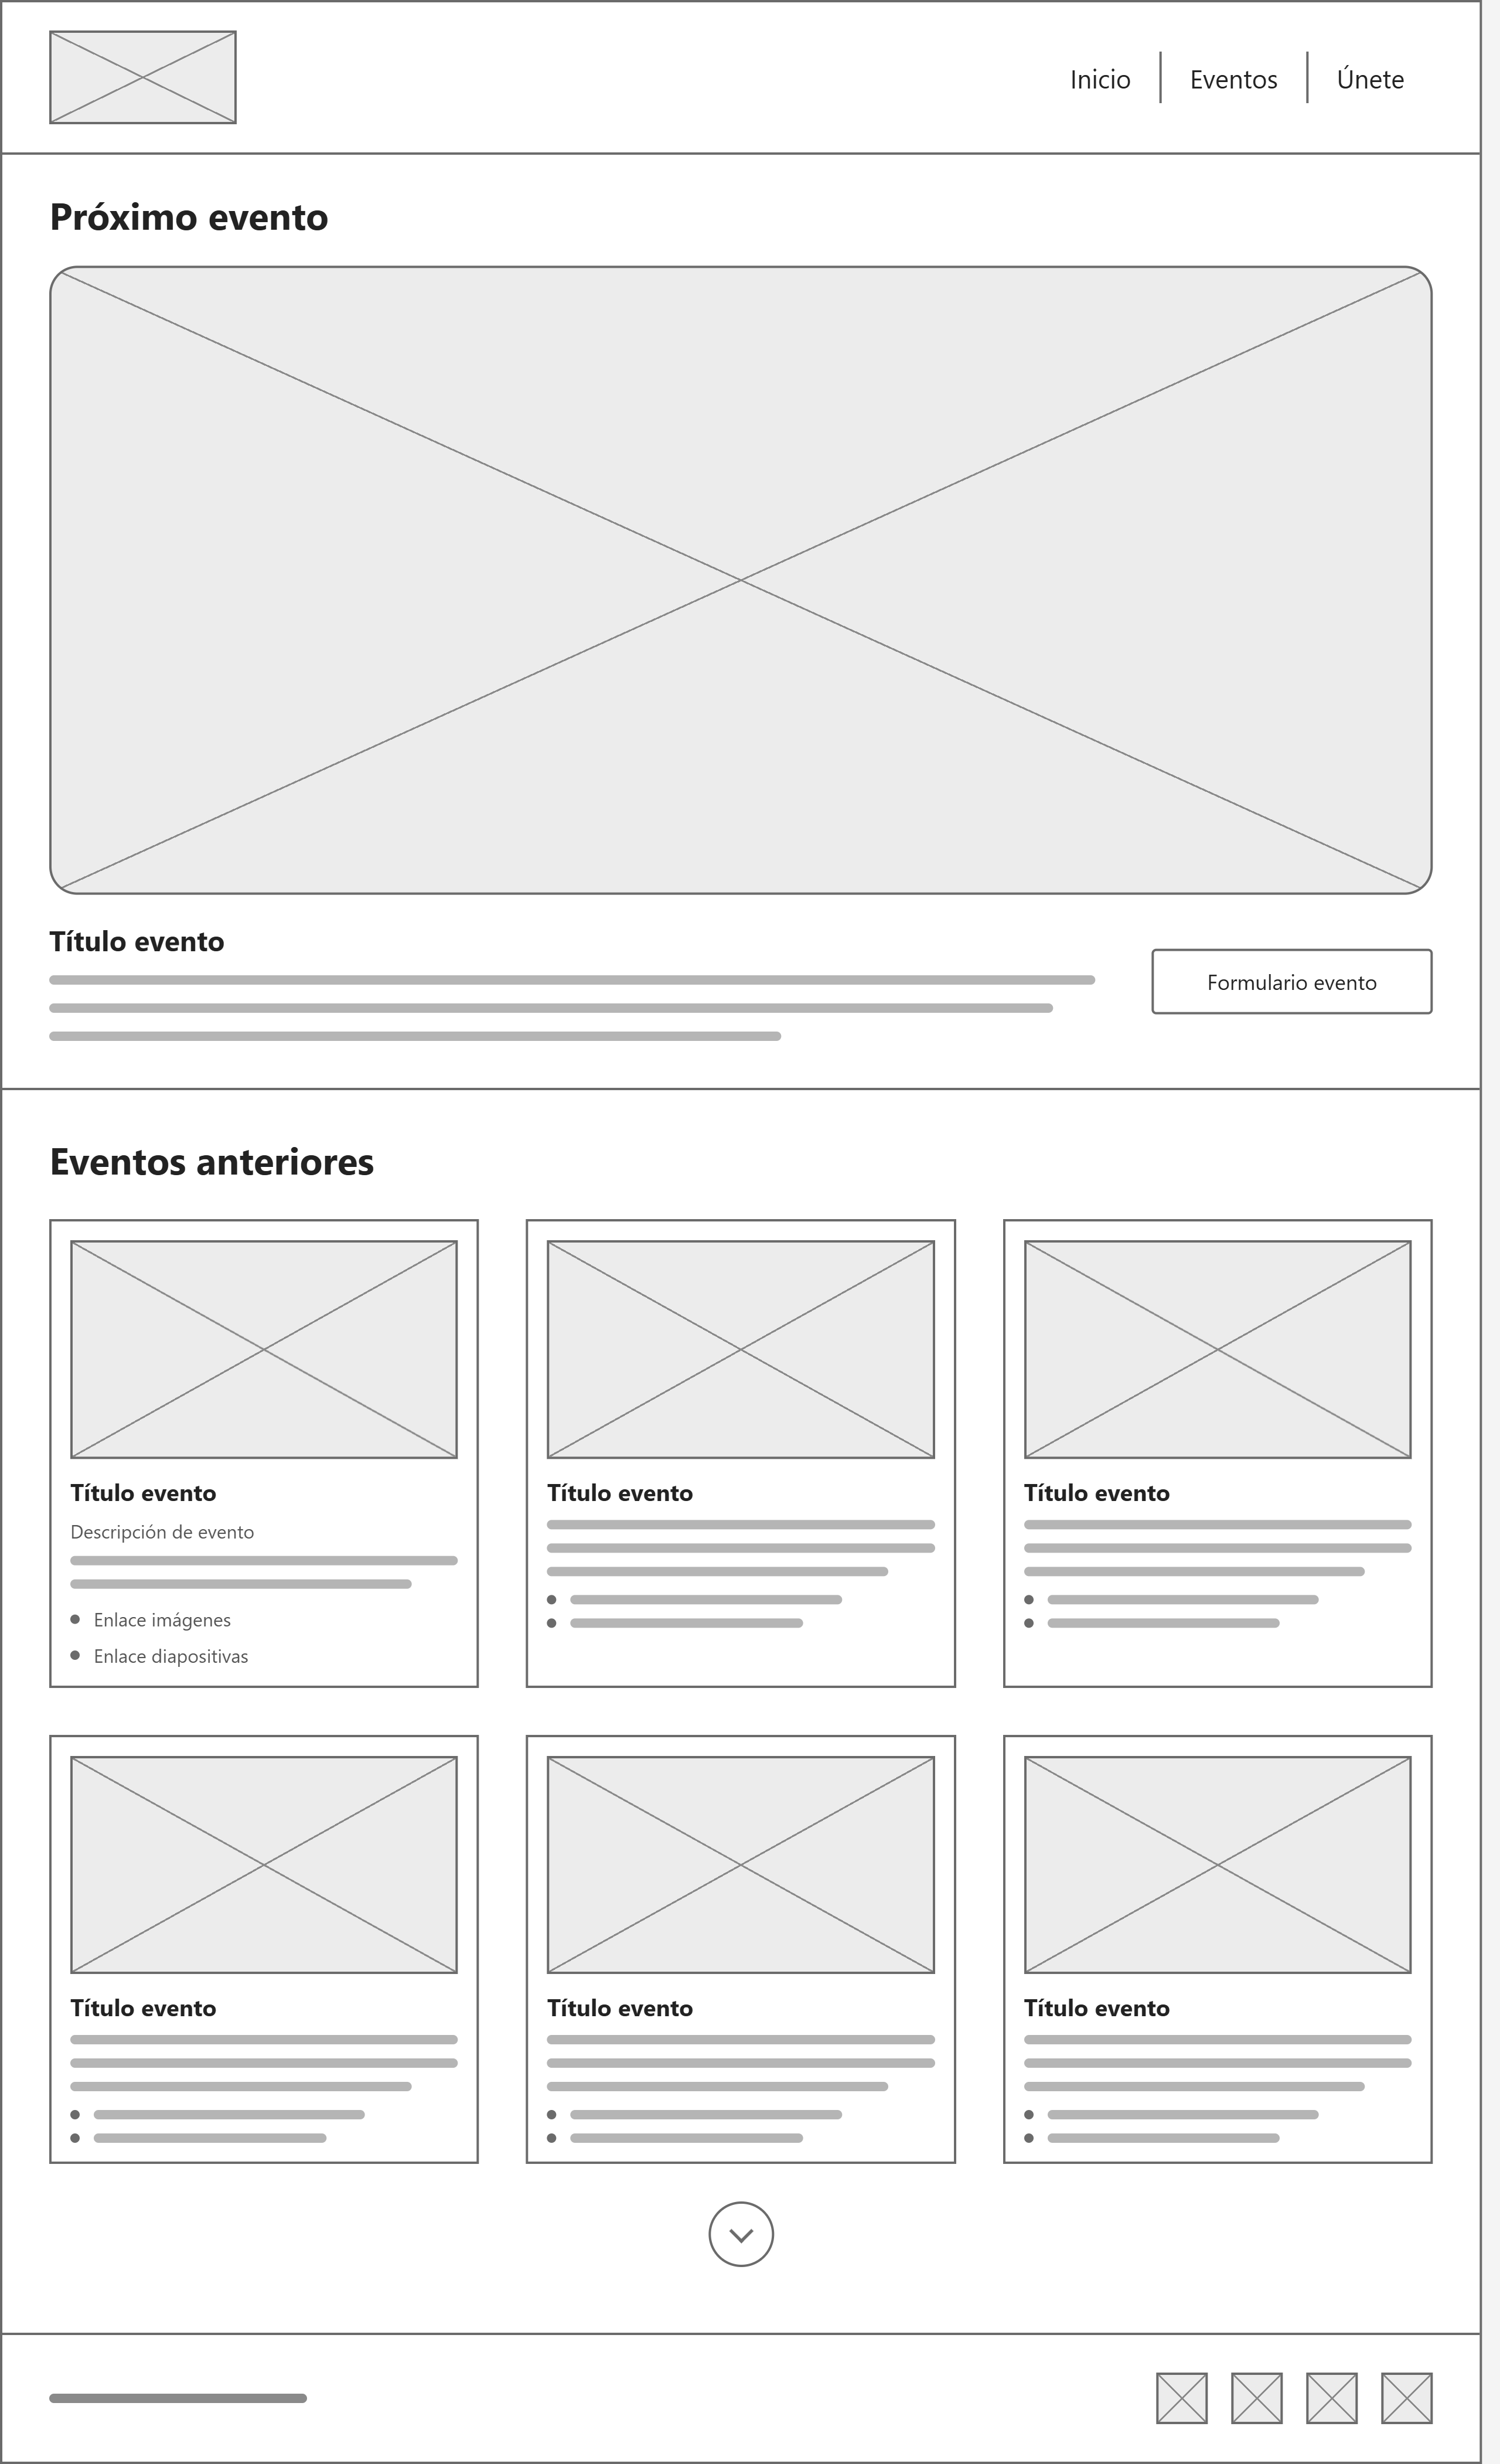 Inicio
Eventos
Únete
Próximo evento
Título evento
Formulario evento
Eventos anteriores
Título evento
Descripción de evento
Enlace imágenes
Enlace diapositivas
Título evento
Título evento
Título evento
Título evento
Título evento